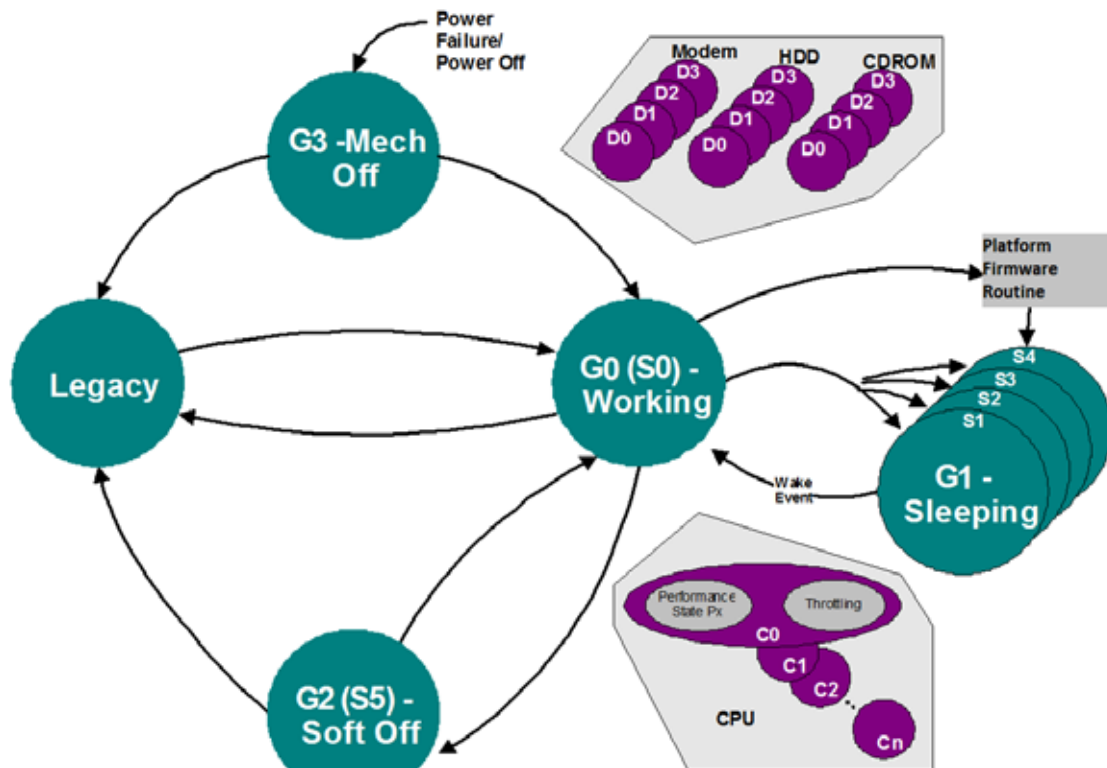 Power
Failure/
Power Off
G3 -Mech
Off
Modem
HDD
CDROM
D3
D2
D1
D0
D3
D2
D1
D0
D3
D2
D1
D0
Platform
Firmware
Routine
Legacy
G0 (S0) -
Working
S4
S3
S2
S1
G1 -
Sleeping
Wake
Event
Performance
State Px
Throttling
C0
C1
C2
Cn
CPU
G2 (S5) -
Soft Off